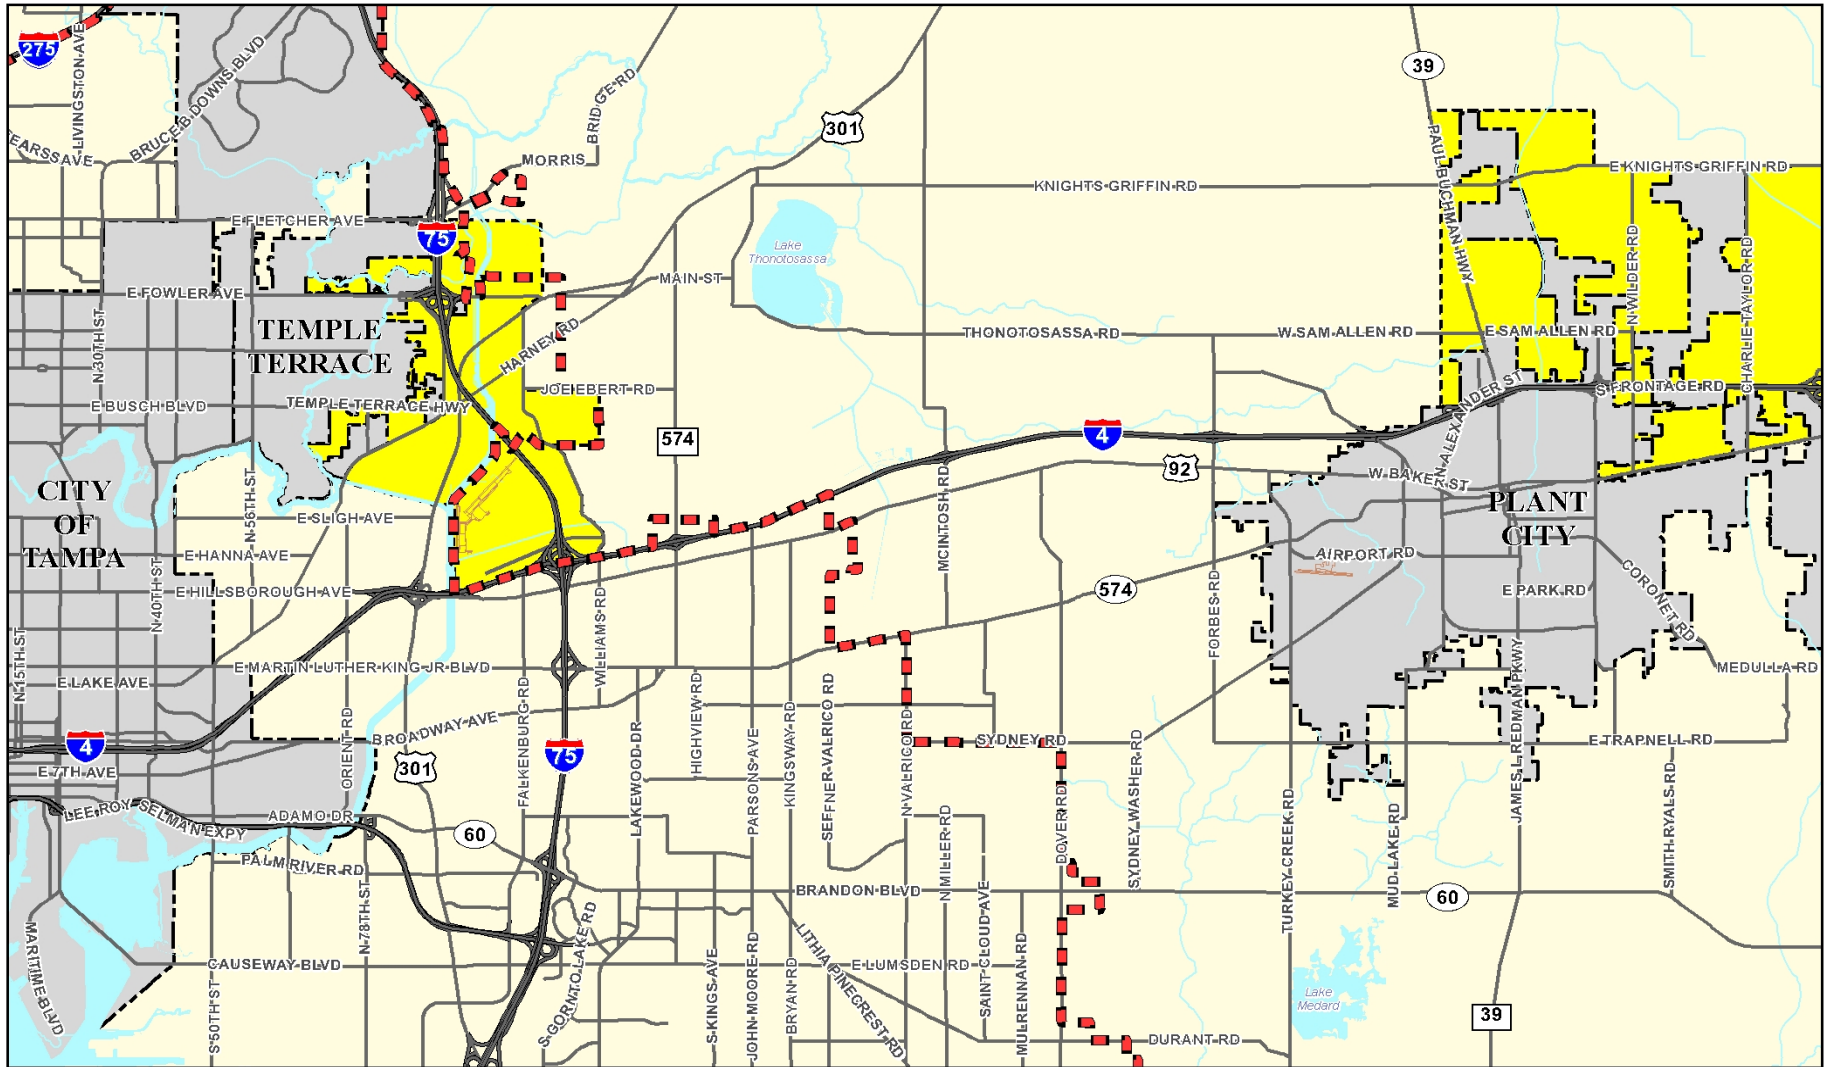 275
LIVINGSTON AVE
BRUCE B DOWNS BLVD
EARSS AVE
MORRIS
BRIDGE RD
301
39
PAUL BUCHMAN HWY
E KNIGHTS GRIFFIN RD
KNIGHTS GRIFFIN RD
E FLETCHER AVE
75
Lake
Thonotosassa
MAIN ST
N WILDER RD
CHARLIE TAYLOR RD
E FOWLER AVE
TEMPLE
TERRACE
N 30TH ST
HARNEY RD
THONOTOSASSA RD
W SAM ALLEN RD
E SAM ALLEN RD
JOE EBERT RD
S FRONTAGE RD
E BUSCH BLVD
TEMPLE TERRACE HWY
574
4
N ALEXANDER ST
92
W BAKER ST
CITY
OF
TAMPA
N 56TH ST
MCINTOSH RD
PLANT
CITY
E SLIGH AVE
E HANNA AVE
AIRPORT RD
N 40TH ST
E HILLSBOROUGH AVE
WILLIAMS RD
574
FORBES RD
E PARK RD
CORONET RD
N 15TH ST
E MARTIN LUTHER KING JR BLVD
E LAKE AVE
MEDULLA RD
FALKENBURG RD
HIGHVIEW RD
KINGSWAY RD
SEFFNER-VALRICO RD
N VALRICO RD
JAMES L REDMAN PKWY
ORIENT RD
BROADWAY AVE
4
301
75
LAKEWOOD DR
PARSONS AVE
SYDNEY RD
SYDNEY WASHER RD
E TRAPNELL RD
E 7TH AVE
LEE ROY SELMAN EXPY
ADAMO DR
60
N MILLER RD
DOVER RD
TURKEY CREEK RD
MUD LAKE RD
SMITH RYALS RD
PALM RIVER RD
N 78TH ST
BRANDON BLVD
60
MARITIME BLVD
S GORNTO LAKE RD
LITHIA PINECREST RD
SAINT CLOUD AVE
MULRENNAN RD
CAUSEWAY BLVD
E LUMSDEN RD
S 50TH ST
S KINGS AVE
JOHN MOORE RD
BRYAN RD
Lake
Medard
39
DURANT RD